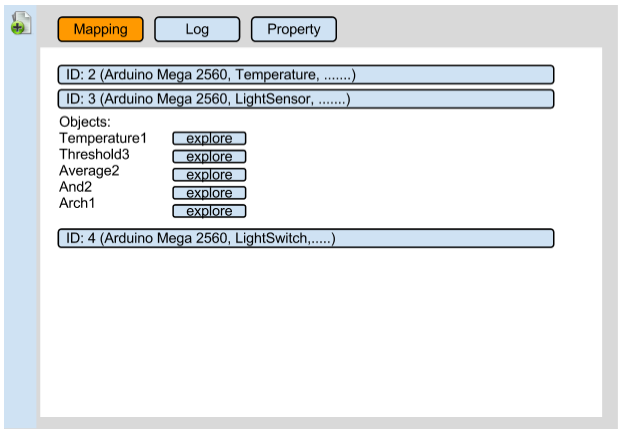 Mapping Log Property
ID: 2 (Arduino Mega 2560, Temperature, .......)
ID: 3 (Arduino Mega 2560, LightSensor, .......)
Objects:
Temperature1 explore
Threshold3 explore
Average2 explore
And2 explore
Arch1 explore
ID: 4 (Arduino Mega 2560, LightSwitch,.....)